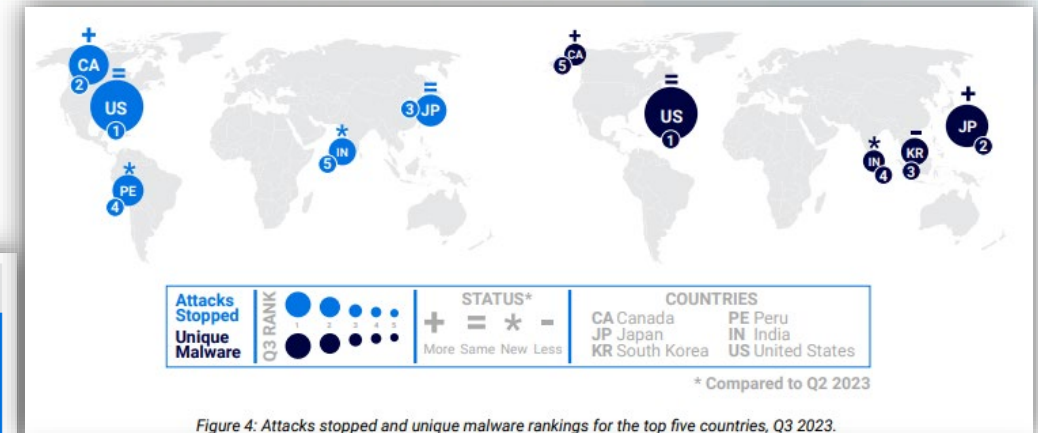 +
CA
2
=
US
1
*
PE
4
*
IN
5
=
3 JP
+
CA
5
=
US
1
*
IN
4
-
KR
3
+
JP
2
Attacks Stopped
Unique Malware
Q3 RANK
1 2 3 4 5
STATUS*
+ = * -
More Same New Less
COUNTRIES
CA Canada PE Peru
JP Japan IN India
KR South Korea US United States
* Compared to Q2 2023
Figure 4: Attacks stopped and unique malware rankings for the top five countries, Q3 2023.